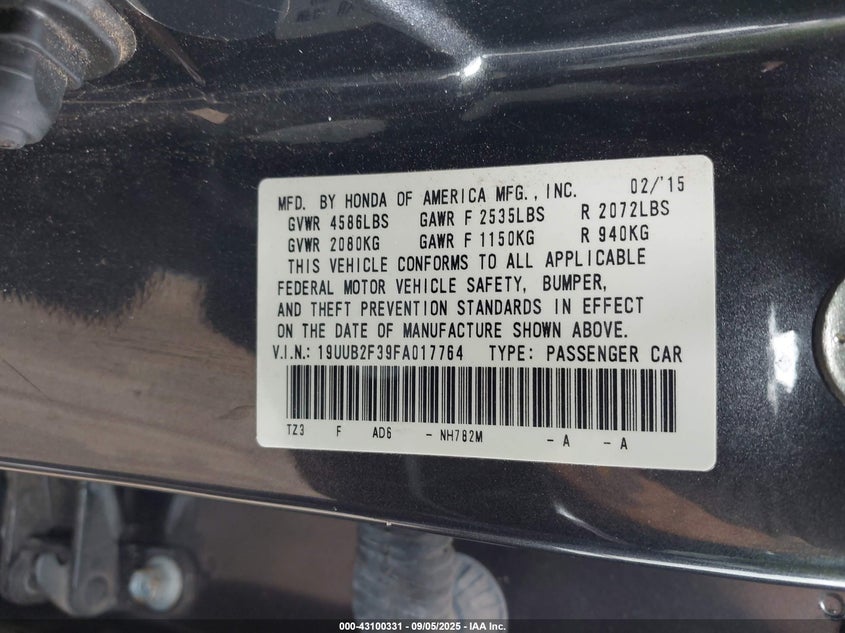 MFD. BY HONDA OF AMERICA MFG., INC. 02/'15
GVWR 4586LBS GAWR F 2535LBS R 2072LBS
GVWR 2080KG GAWR F 1150KG R 940KG
THIS VEHICLE CONFORMS TO ALL APPLICABLE
FEDERAL MOTOR VEHICLE SAFETY, BUMPER,
AND THEFT PREVENTION STANDARDS IN EFFECT
ON THE DATE OF MANUFACTURE SHOWN ABOVE.
V.I.N.: 19UUB2F39FA017764 TYPE: PASSENGER CAR
TZ3 F AD6 - NH782M - A - A
000-43100331 - 09/05/2025 - IAA Inc.